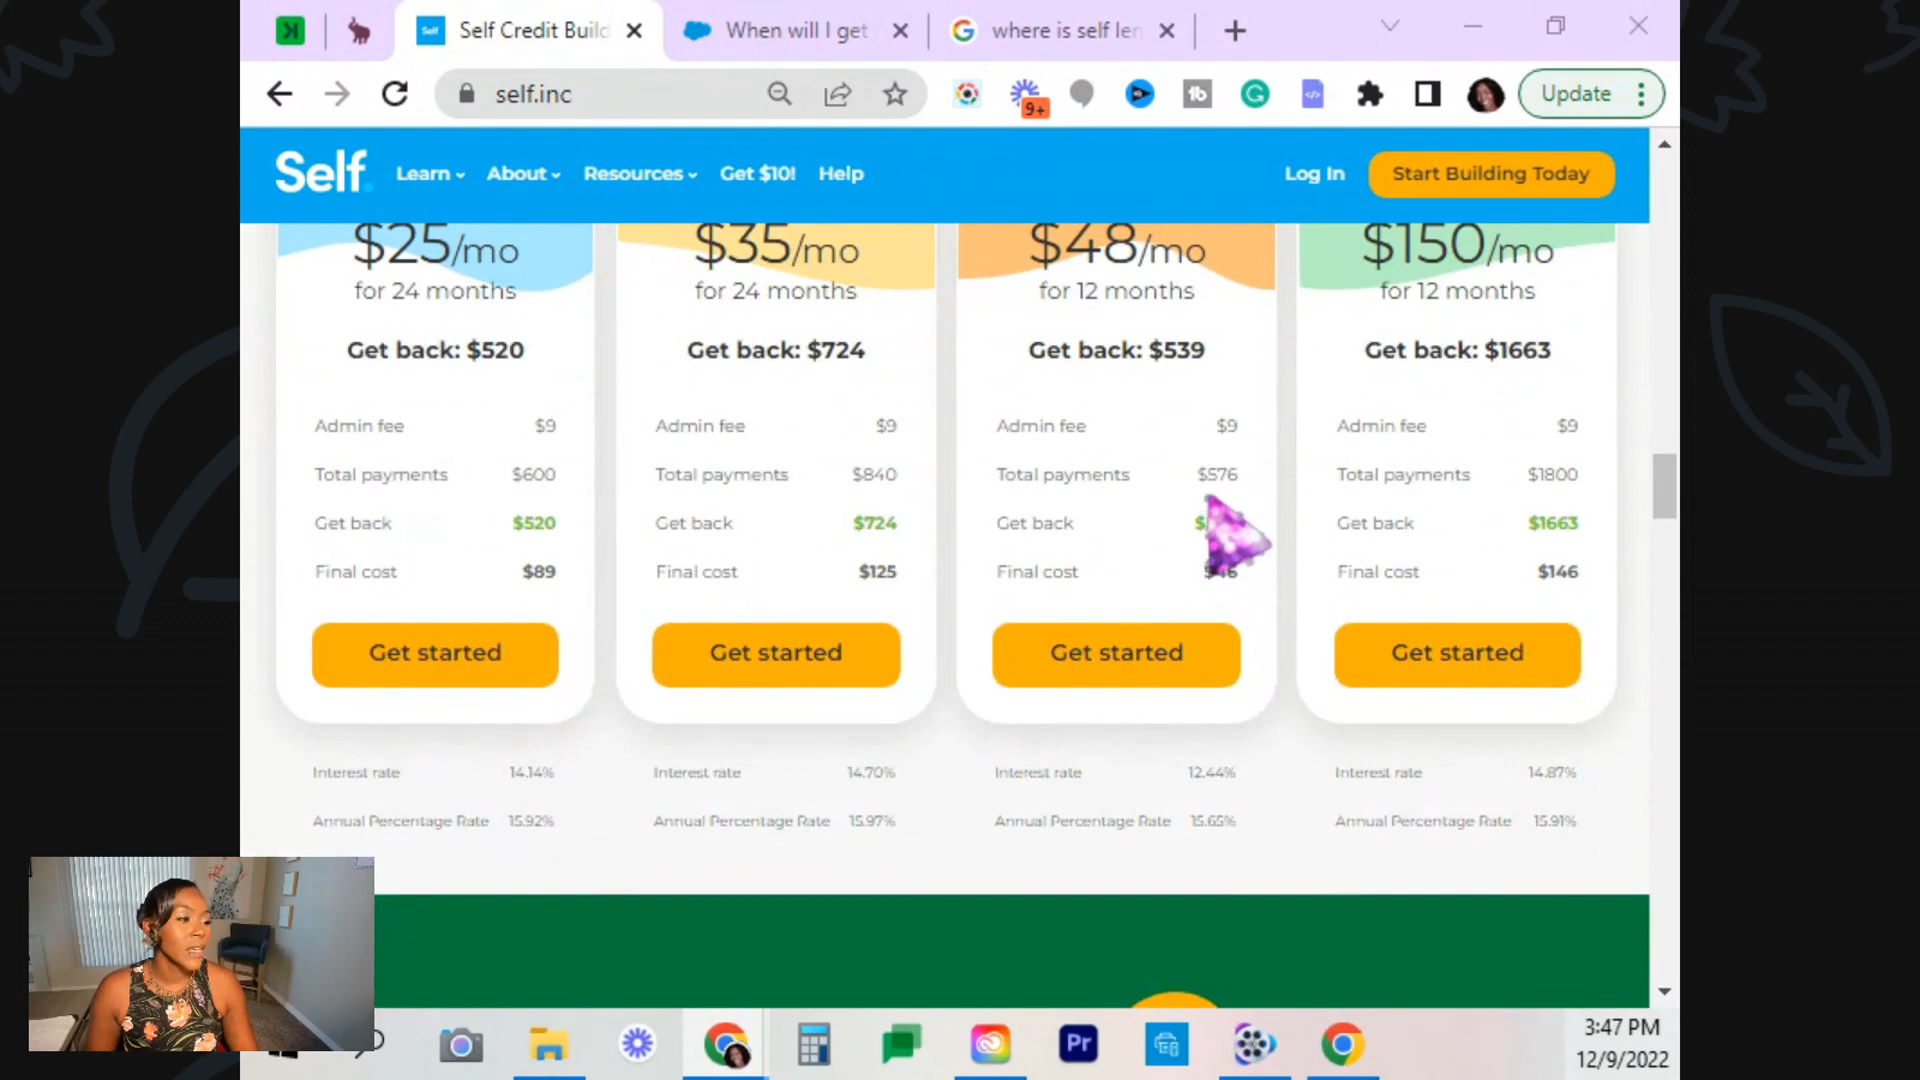 Self Credit Build
When will I get
where is self len
self.inc
9+
Update
Self.
Learn
About
Resources
Get $10!
Help
Log In
Start Building Today
$25/mo
for 24 months
Get back: $520
Admin fee $9
Total payments $600
Get back $520
Final cost $89
Get started
Interest rate 14.14%
Annual Percentage Rate 15.92%
$35/mo
for 24 months
Get back: $724
Admin fee $9
Total payments $840
Get back $724
Final cost $125
Get started
Interest rate 14.70%
Annual Percentage Rate 15.97%
$48/mo
for 12 months
Get back: $539
Admin fee $9
Total payments $576
Get back $
Final cost $46
Get started
Interest rate 12.44%
Annual Percentage Rate 15.65%
$150/mo
for 12 months
Get back: $1663
Admin fee $9
Total payments $1800
Get back $1663
Final cost $146
Get started
Interest rate 14.87%
Annual Percentage Rate 15.91%
Pr
3:47 PM
12/9/2022